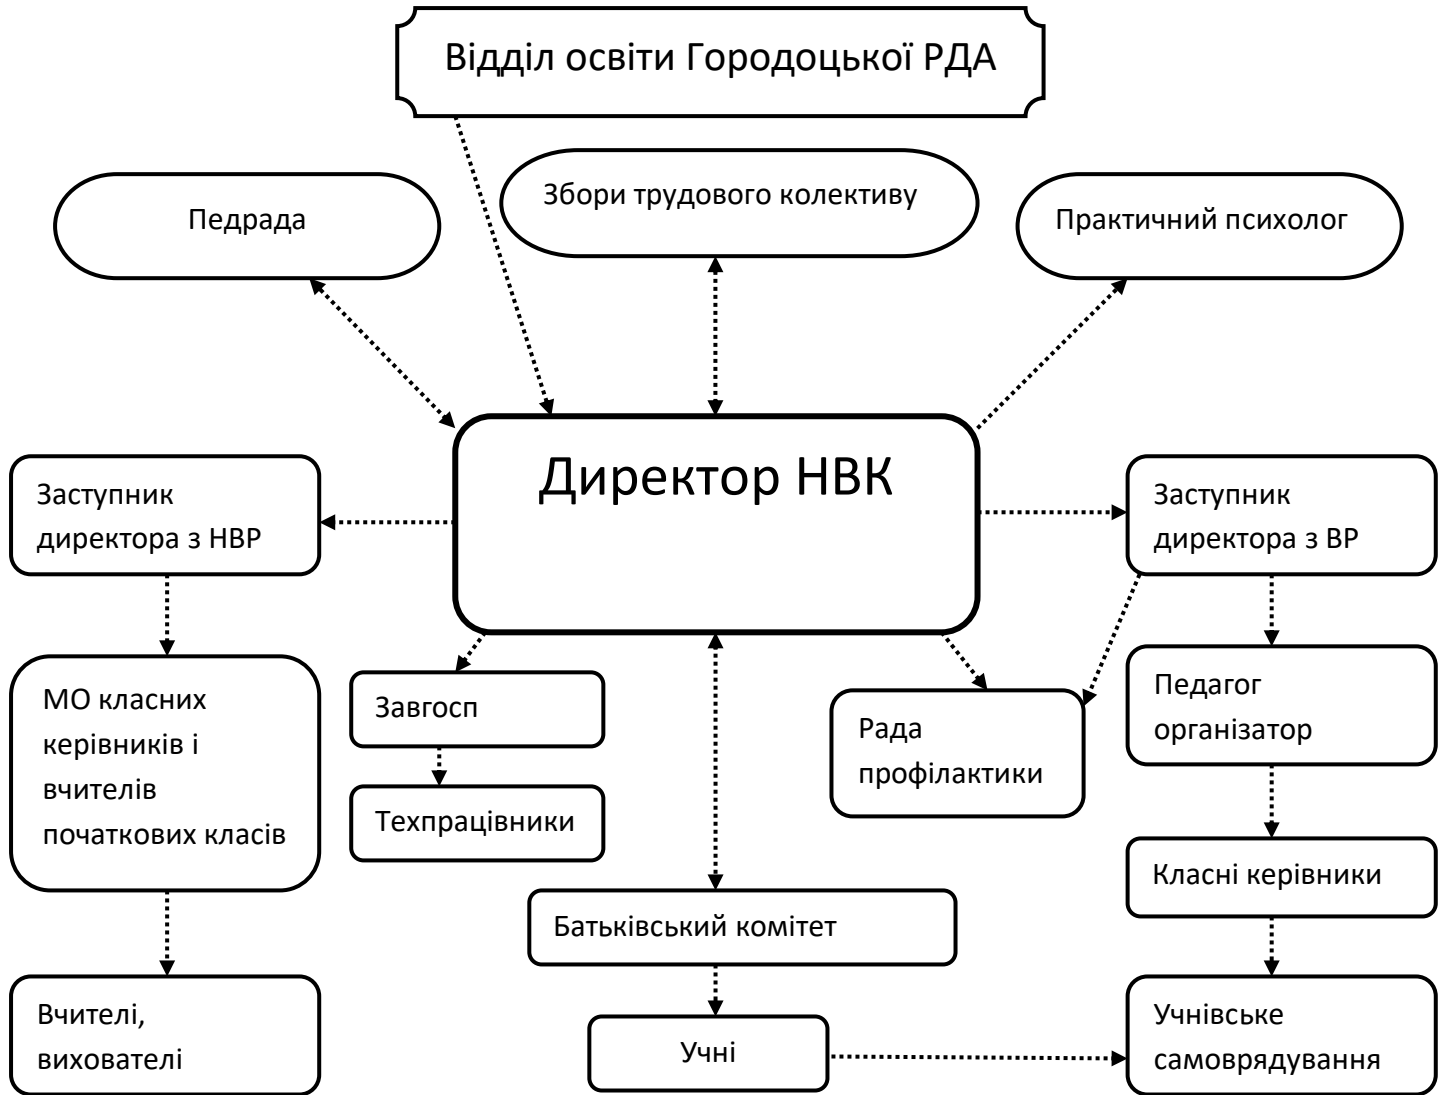 Відділ освіти Городоцької РДА
Педрада
Збори трудового колективу
Практичний психолог
Директор НВК
Заступник
директора з НВР
Заступник
директора з ВР
МО класних
керівників і
вчителів
початкових класів
Завгосп
Техпрацівники
Рада
профілактики
Педагог
організатор
Класні керівники
Батьківський комітет
Вчителі,
вихователі
Учні
Учнівське
самоврядування